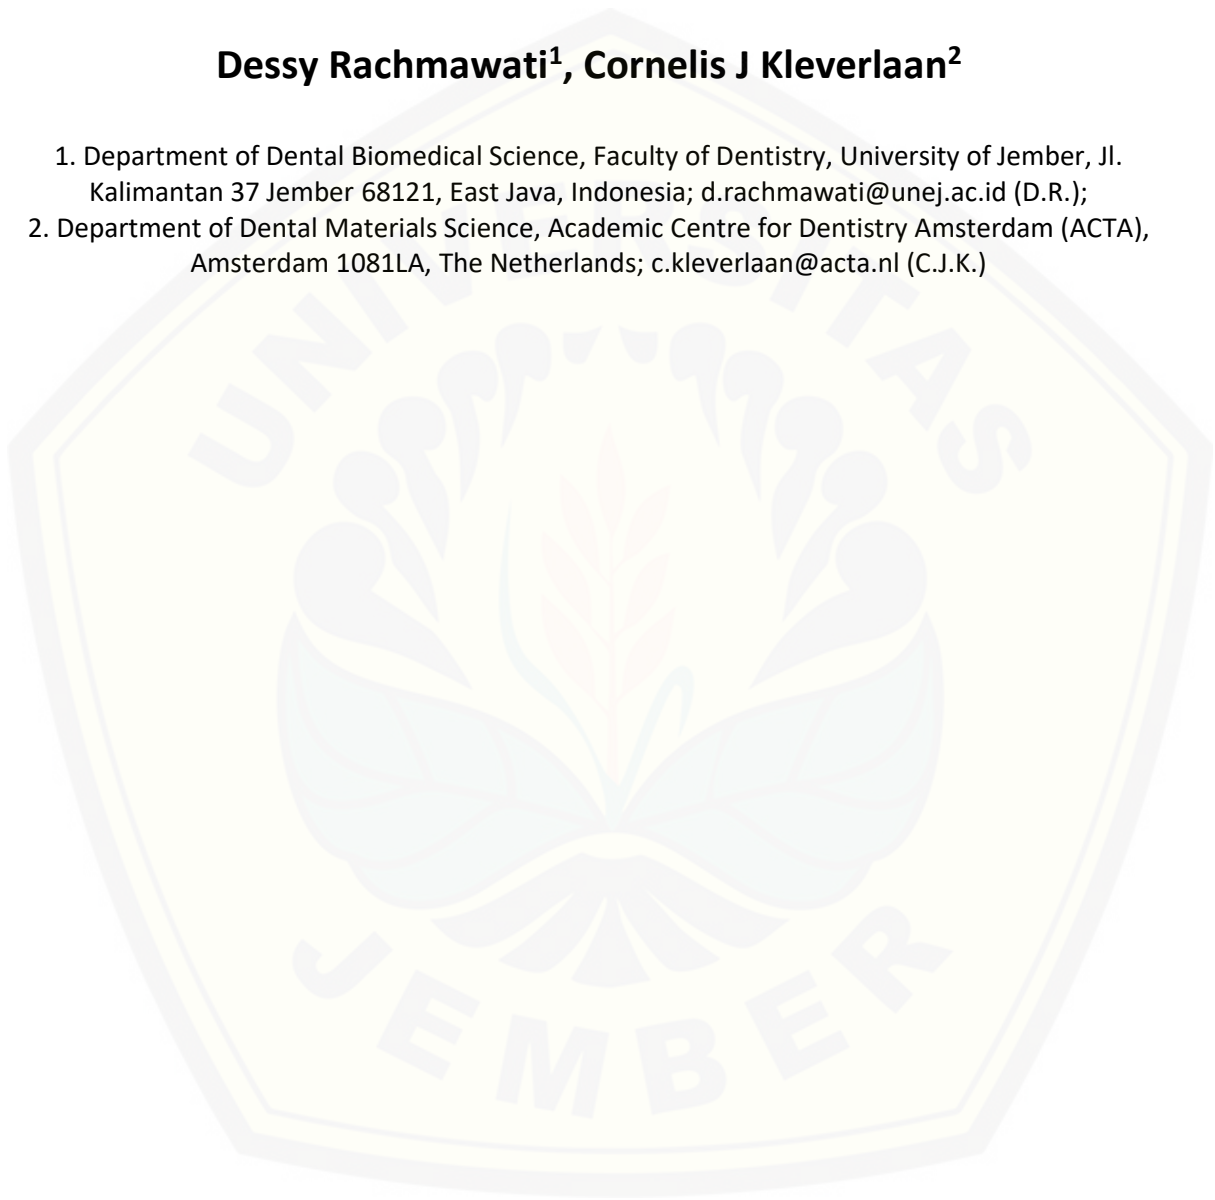 Dessy Rachmawati¹, Cornelis J Kleverlaan²
1. Department of Dental Biomedical Science, Faculty of Dentistry, University of Jember, Jl.
Kalimantan 37 Jember 68121, East Java, Indonesia; d.rachmawati@unej.ac.id (D.R.);
2. Department of Dental Materials Science, Academic Centre for Dentistry Amsterdam (ACTA),
Amsterdam 1081LA, The Netherlands; c.kleverlaan@acta.nl (C.J.K.)
UNIVERSITAS
JEMBER